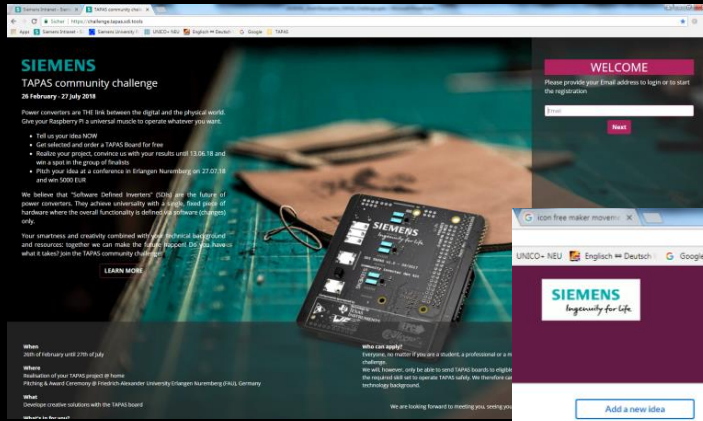 Siemens Intranet - Siem
TAPAS community chall
Sicher | https://challenge.tapas.sdi.tools
Apps
Siemens Intranet - S
Siemens University
UNICO+ NEU
Englisch ⇔ Deutsch
Google
TAPAS
SIEMENS
TAPAS community challenge
26 February - 27 July 2018
Power converters are THE link between the digital and the physical world.
Give your Raspberry Pi a universal muscle to operate whatever you want.
Tell us your idea NOW
Get selected and order a TAPAS Board for free
Realize your project, convince us with your results until 13.06.18 and
win a spot in the group of finalists
Pitch your idea at a conference in Erlangen Nuremberg on 27.07.18
and win 5000 EUR
We believe that "Software Defined Inverters" (SDIs) are the future of
power converters. They achieve universality with a single, fixed piece of
hardware where the overall functionality is defined via software (changes)
only.
Your smartness and creativity combined with your technical background
and resources: together we can make the future happen! Do you have
what it takes? Join the TAPAS community challenge!
LEARN MORE
WELCOME
Please provide your Email address to login or to start
the registration
Email
Next
SIEMENS
Ingenuity for life
TEXAS
INSTRUMENTS
When
26th of February until 27th of July
Where
Realisation of your TAPAS project @ home
Pitching & Award Ceremony @ Friedrich-Alexander University Erlangen Nuremberg (FAU), Germany
What
Develope creative solutions with the TAPAS board
What's in for you?
Who can apply?
Everyone, no matter if you are a student, a professional or a m
challenge.
We will, however, only be able to send TAPAS boards to eligible
the required skill set to operate TAPAS safely. We therefore can
technology background.
We are looking forward to meeting you, seeing you
icon free maker movem
UNICO+ NEU
Englisch ⇔ Deutsch
Google
SIEMENS
Ingenuity for life
Add a new idea